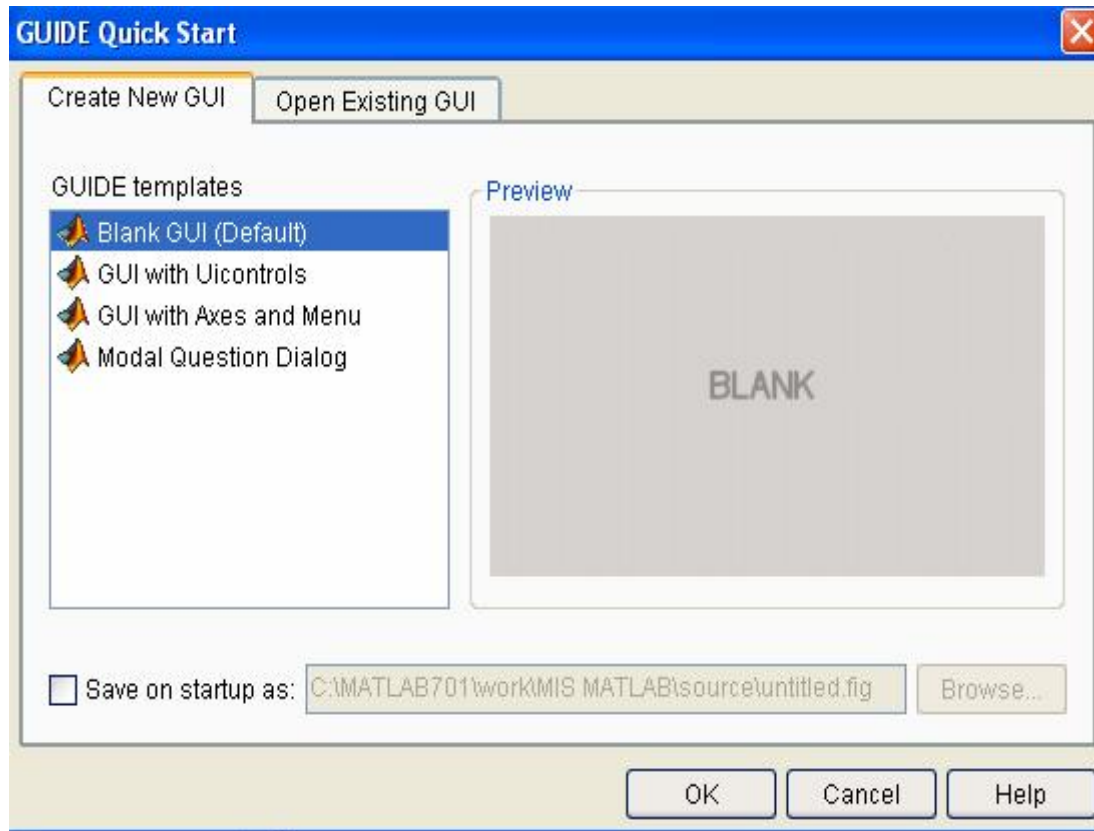 GUIDE Quick Start
Create New GUI
Open Existing GUI
GUIDE templates
Blank GUI (Default)
GUI with Uicontrols
GUI with Axes and Menu
Modal Question Dialog
Preview
BLANK
Save on startup as:
C:\MATLAB701\work\MIS MATLAB\source\untitled.fig
Browse...
OK
Cancel
Help